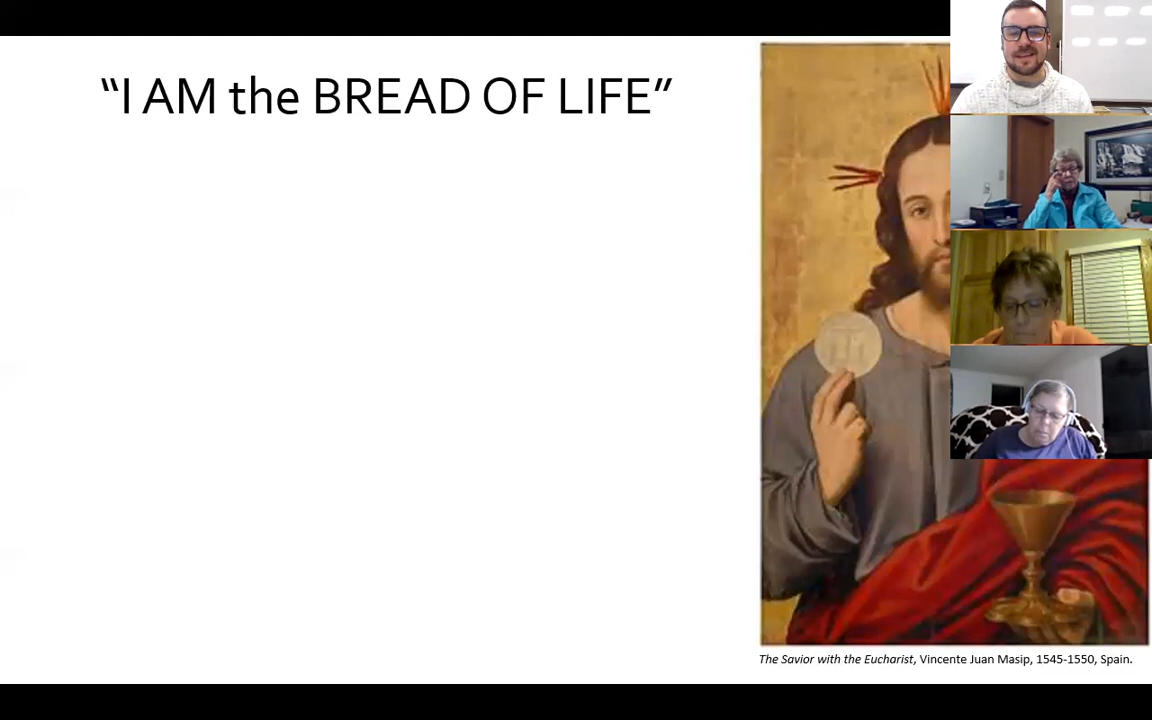 “I AM the BREAD OF LIFE”
The Savior with the Eucharist, Vincente Juan Masip, 1545-1550, Spain.